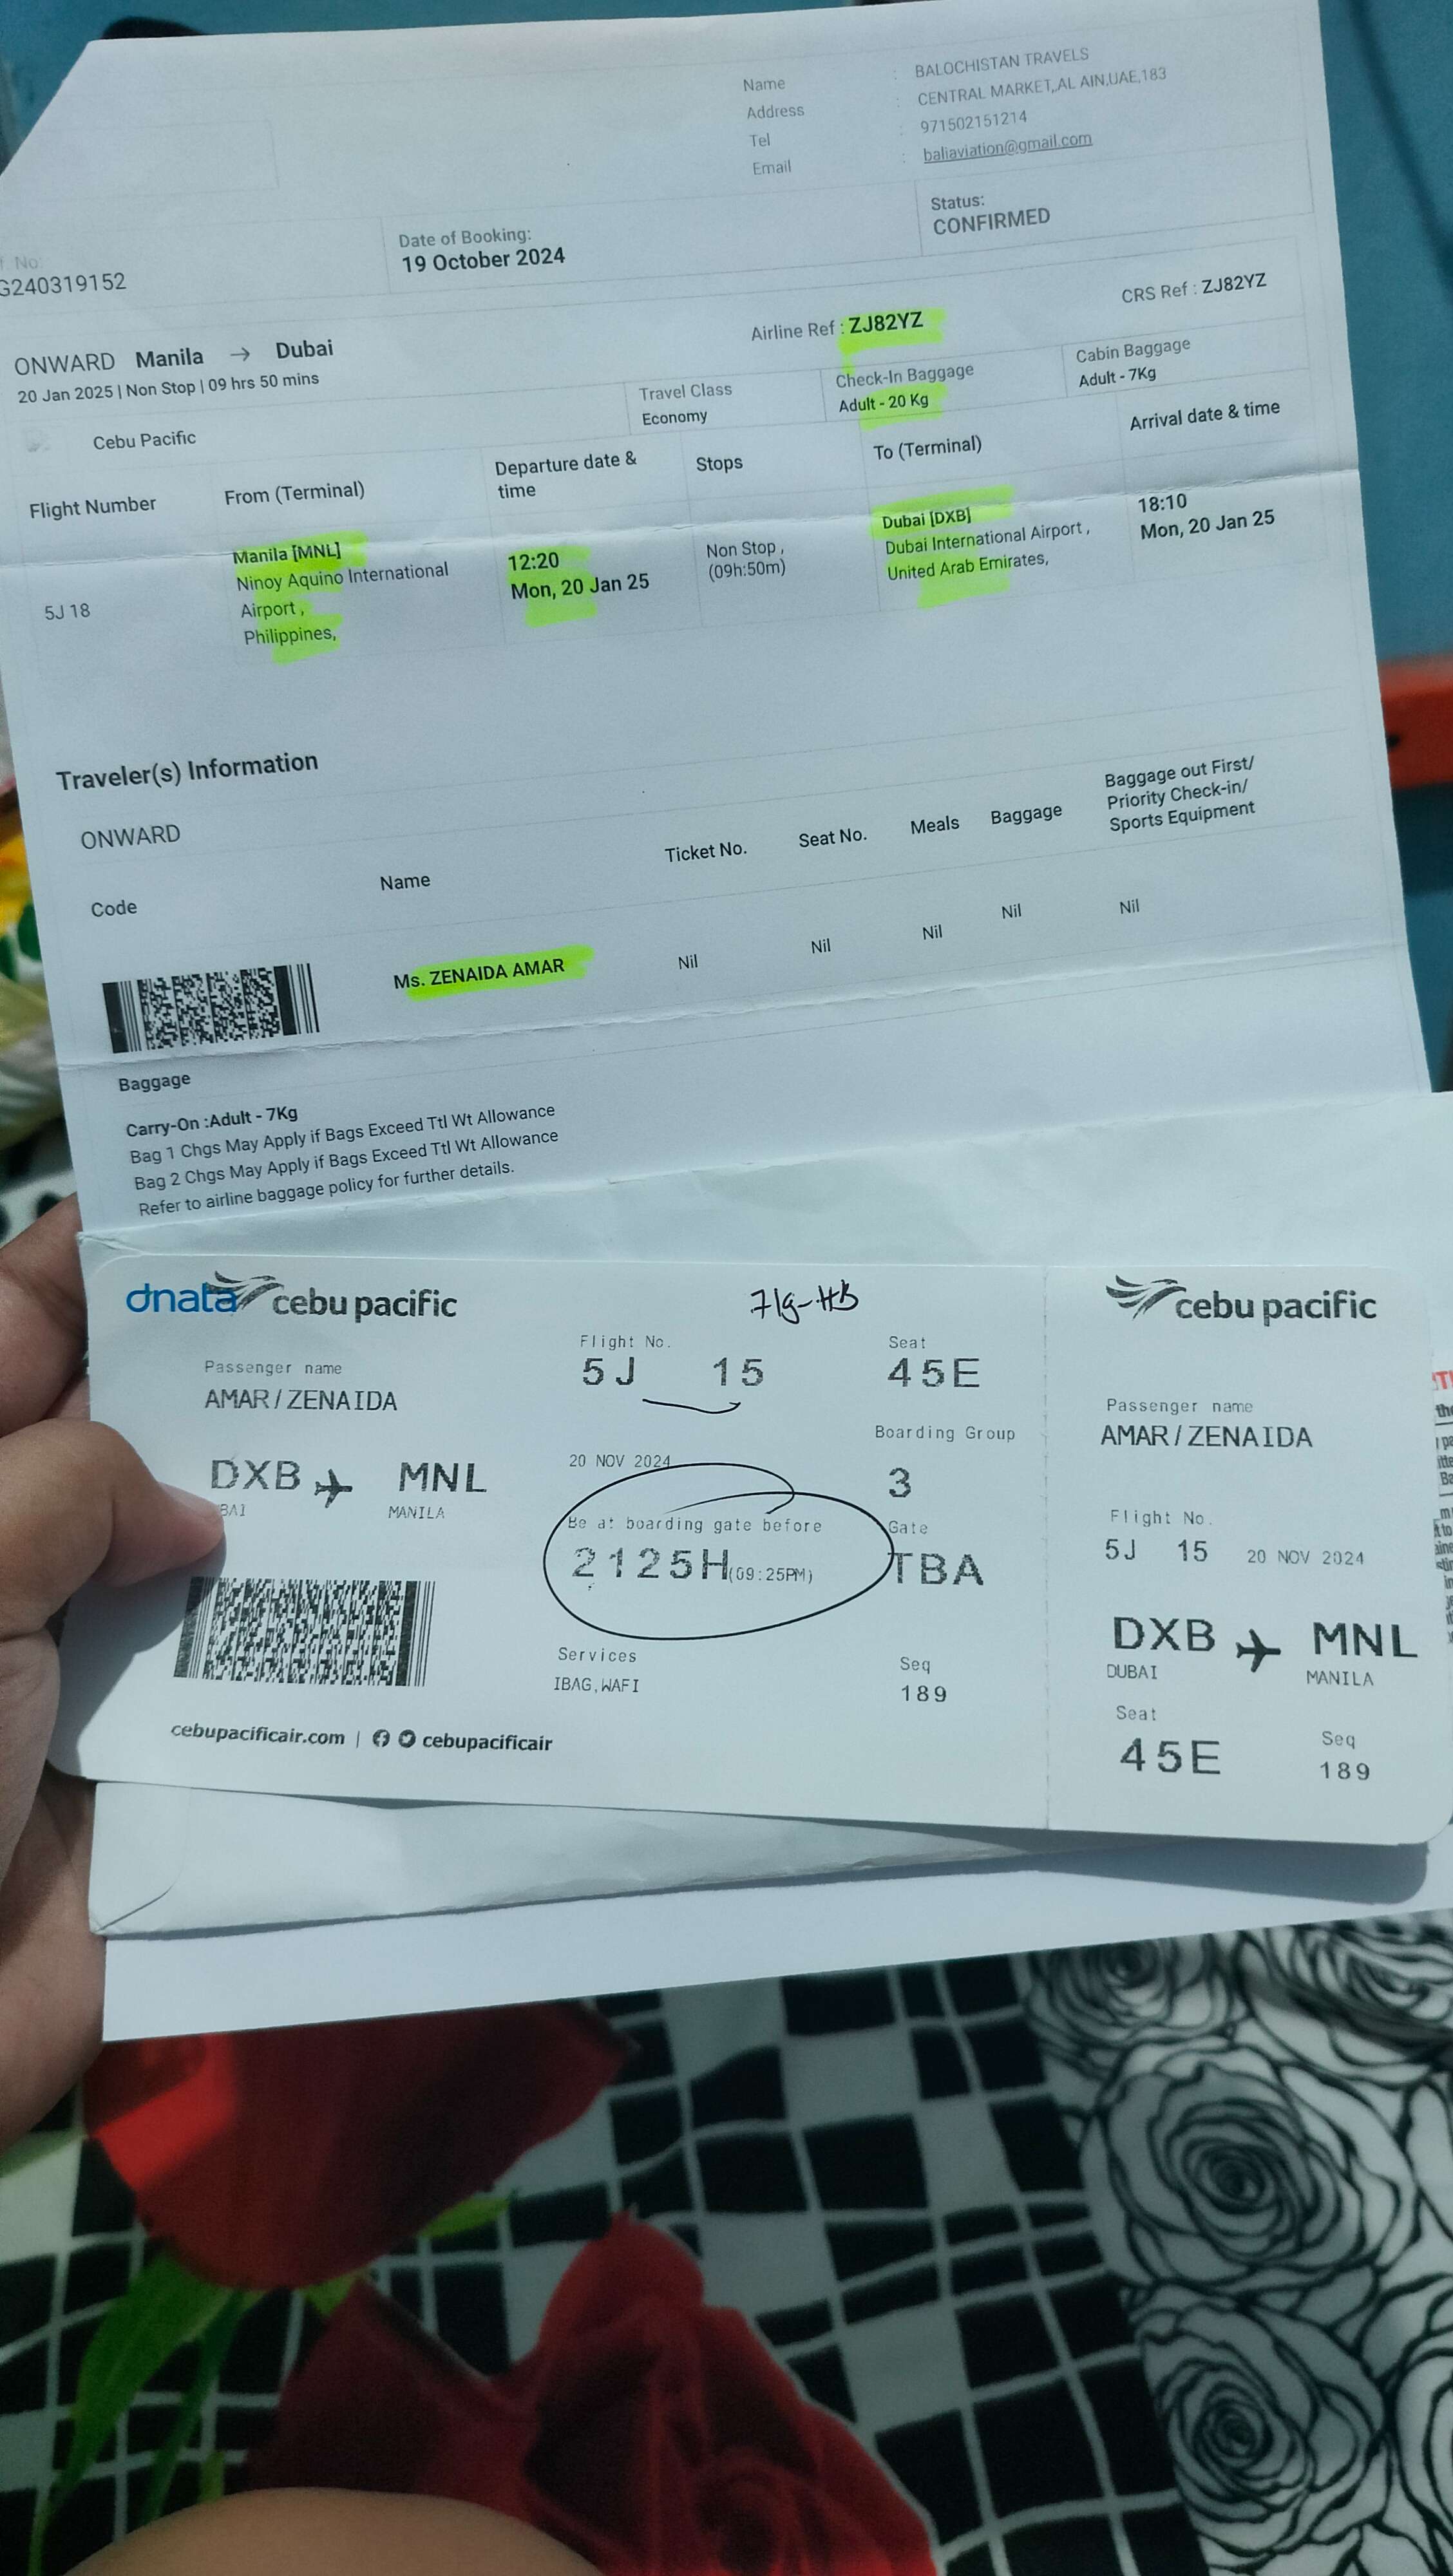 Name : BALOCHISTAN TRAVELS
Address : CENTRAL MARKET,,AL AIN,UAE,183
Tel : 971502151214
Email : baliaviation@gmail.com
No:
G240319152
Date of Booking:
19 October 2024
Status:
CONFIRMED
ONWARD Manila → Dubai
20 Jan 2025 | Non Stop | 09 hrs 50 mins
Airline Ref : ZJ82YZ
CRS Ref : ZJ82YZ
Cebu Pacific
Travel Class
Economy
Check-In Baggage
Adult - 20 Kg
Cabin Baggage
Adult - 7Kg
Flight Number
From (Terminal)
Departure date &
time
Stops
To (Terminal)
Arrival date & time
5J 18
Manila [MNL]
Ninoy Aquino International
Airport ,
Philippines,
12:20
Mon, 20 Jan 25
Non Stop ,
(09h:50m)
Dubai [DXB]
Dubai International Airport ,
United Arab Emirates,
18:10
Mon, 20 Jan 25
Traveler(s) Information
ONWARD
Code
Name
Ticket No.
Seat No.
Meals
Baggage
Baggage out First/
Priority Check-in/
Sports Equipment
Ms. ZENAIDA AMAR
Nil
Nil
Nil
Nil
Nil
Baggage
Carry-On :Adult - 7Kg
Bag 1 Chgs May Apply if Bags Exceed Ttl Wt Allowance
Bag 2 Chgs May Apply if Bags Exceed Ttl Wt Allowance
Refer to airline baggage policy for further details.
dnata cebu pacific
Passenger name
AMAR/ZENAIDA
DXB MNL
BAI MANILA
cebupacificair.com | cebupacificair
Flight No.
5J 15
20 NOV 2024
Be at boarding gate before
2125H(09:25PM)
Services
IBAG,WAFI
Seat
45E
Boarding Group
3
Gate
TBA
Seq
189
cebu pacific
Passenger name
AMAR/ZENAIDA
Flight No.
5J 15 20 NOV 2024
DXB MNL
DUBAI MANILA
Seat
45E
Seq
189